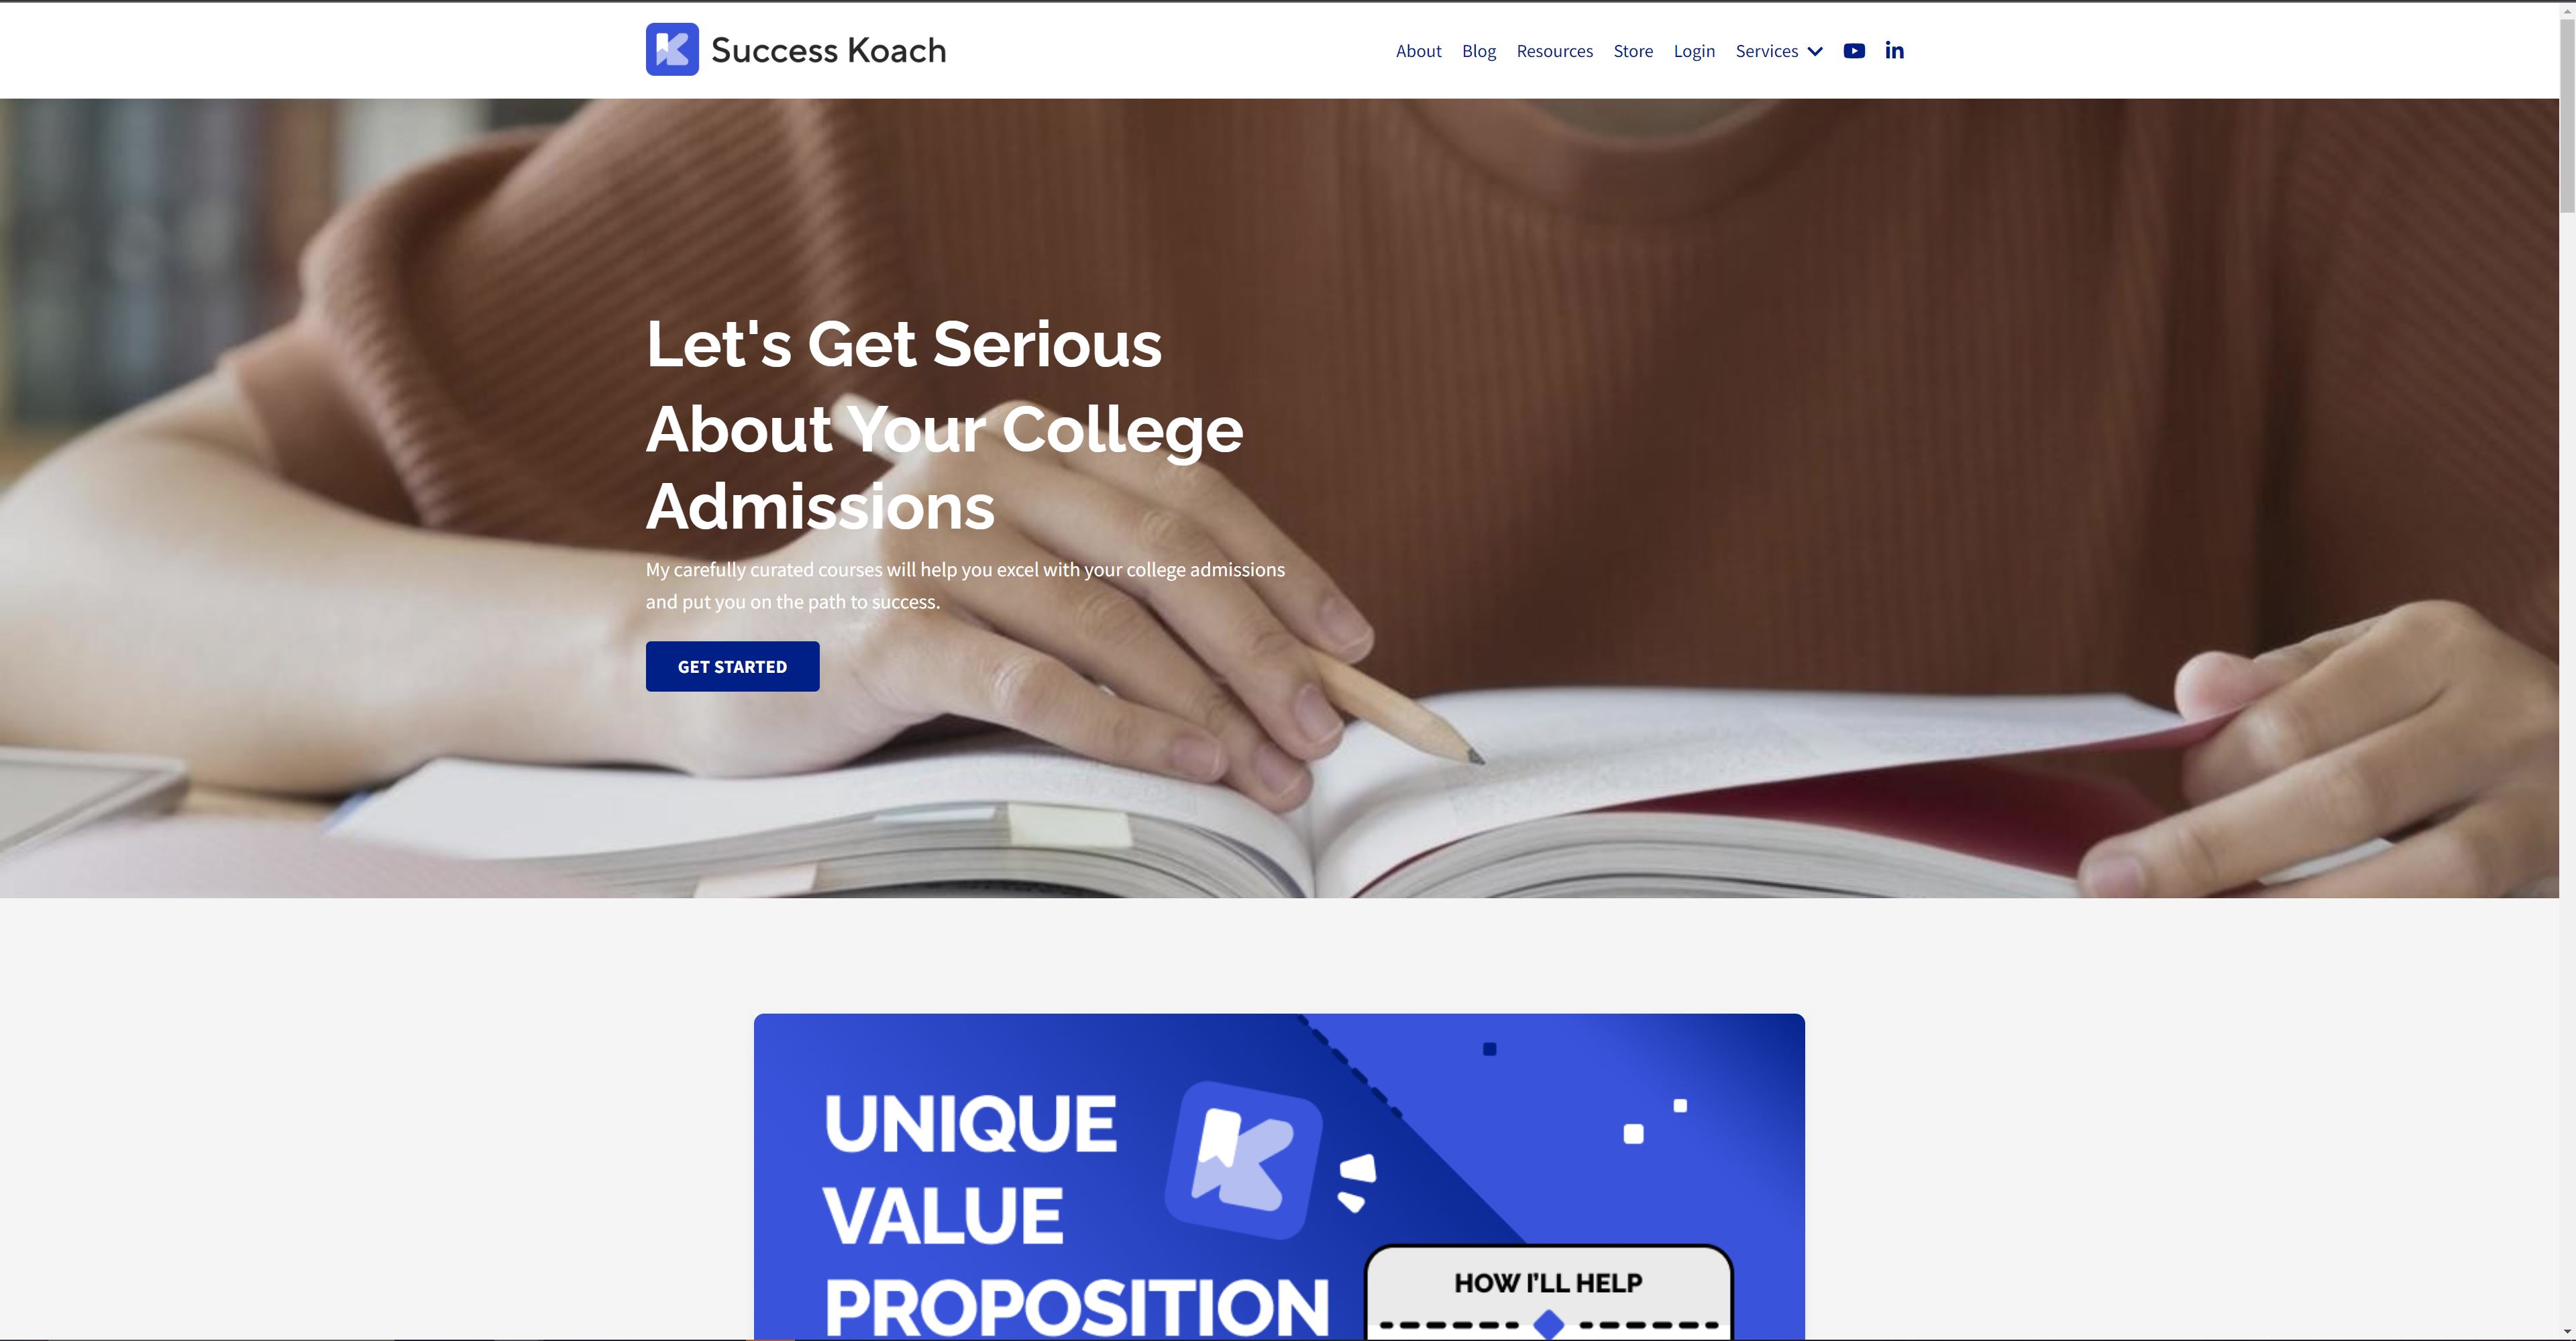 Success Koach
About Blog Resources Store Login Services
Let's Get Serious
About Your College
Admissions
My carefully curated courses will help you excel with your college admissions
and put you on the path to success.
GET STARTED
UNIQUE
VALUE
PROPOSITION
HOW I'LL HELP